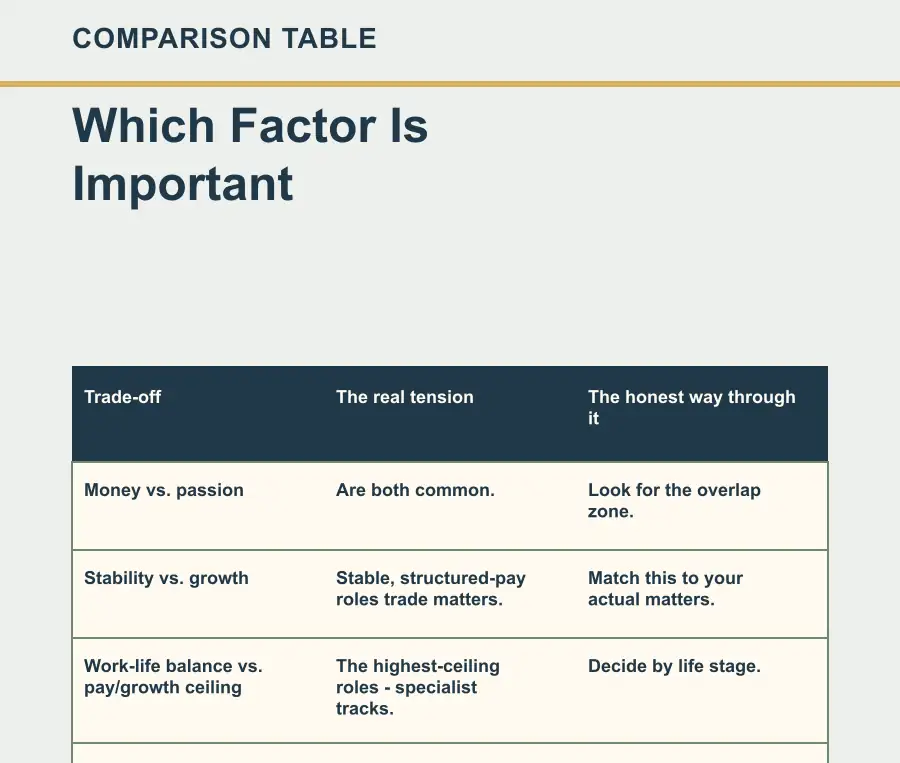 COMPARISON TABLE
Which Factor Is
Important
Trade-off
The real tension
The honest way through
it
Money vs. passion
Are both common.
Look for the overlap
zone.
Stability vs. growth
Stable, structured-pay
roles trade matters.
Match this to your
actual matters.
Work-life balance vs.
pay/growth ceiling
The highest-ceiling
roles - specialist
tracks.
Decide by life stage.